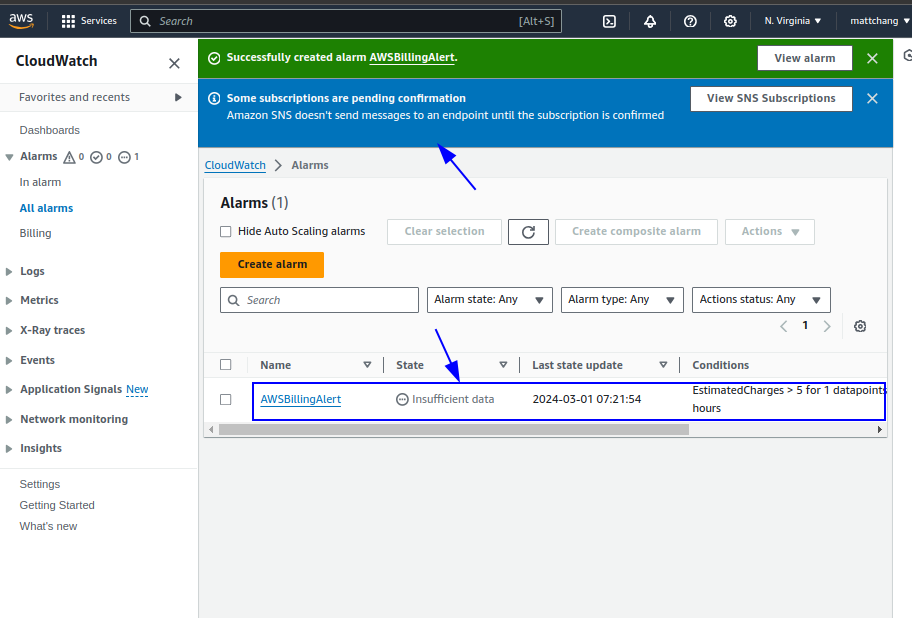 aws
Services
Search
[Alt+S]
N. Virginia
mattchang
CloudWatch
Favorites and recents
Dashboards
Alarms 0 0 1
In alarm
All alarms
Billing
Logs
Metrics
X-Ray traces
Events
Application Signals New
Network monitoring
Insights
Settings
Getting Started
What's new
Successfully created alarm AWSBillingAlert.
View alarm
Some subscriptions are pending confirmation
Amazon SNS doesn't send messages to an endpoint until the subscription is confirmed
View SNS Subscriptions
CloudWatch
Alarms
Alarms (1)
Hide Auto Scaling alarms
Clear selection
Create composite alarm
Actions
Create alarm
Search
Alarm state: Any
Alarm type: Any
Actions status: Any
1
Name
State
Last state update
Conditions
AWSBillingAlert
Insufficient data
2024-03-01 07:21:54
EstimatedCharges > 5 for 1 datapoints
hours